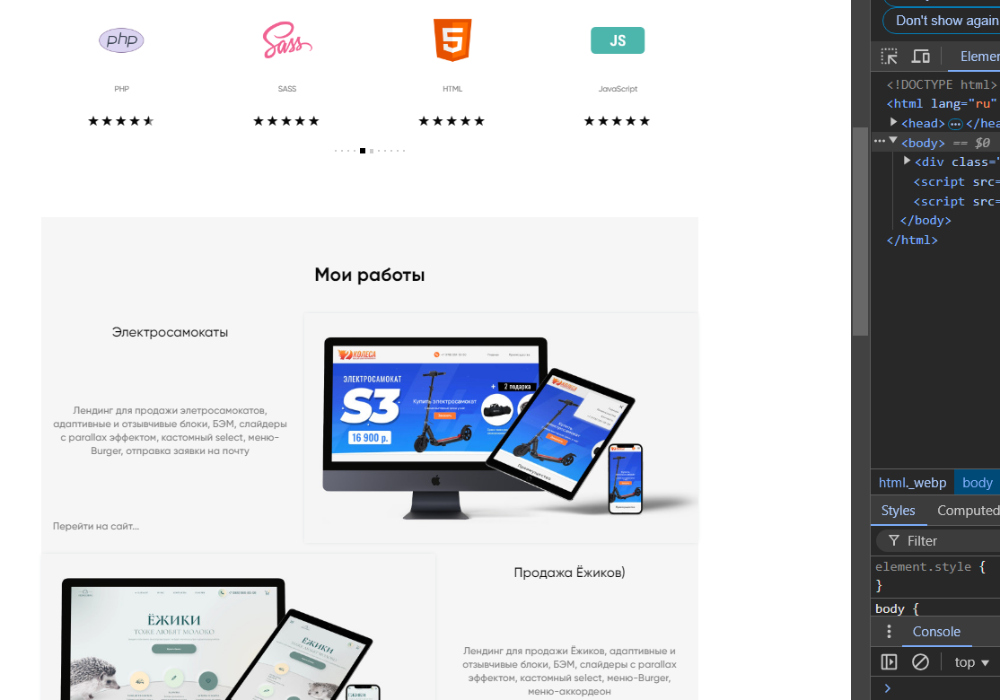 php
Sass
5
JS
PHP
SASS
HTML
JavaScript
Мои работы
Электросамокаты
Лендинг для продажи элетросамокатов,
адаптивные и отзывчивые блоки, БЭМ, слайдеры
с parallax эффектом, кастомный select, меню-
Burger, отправка заявки на почту
Перейти на сайт...
КОЛЕСА
ЭЛЕКТРОСАМОКАТ
S3
16 900 р.
+ 2 подарка
Купить электросамокат
Преимущества
Продажа Ёжиков)
Лендинг для продажи Ёжиков, адаптивные и
отзывчивые блоки, БЭМ, слайдеры с parallax
эффектом, кастомный select, меню-Burger,
меню-аккордеон
ЁЖИКИ
ТОЖЕ ЛЮБЯТ МОЛОКО
ЁЖИКИ
Don't show again
Elemen
<!DOCTYPE html>
<html lang="ru"
<head> </hea
<body> == $0
<div class="
<script src=
<script src=
</body>
</html>
html._webp body
Styles Computed
Filter
element.style {
}
body {
Console
top